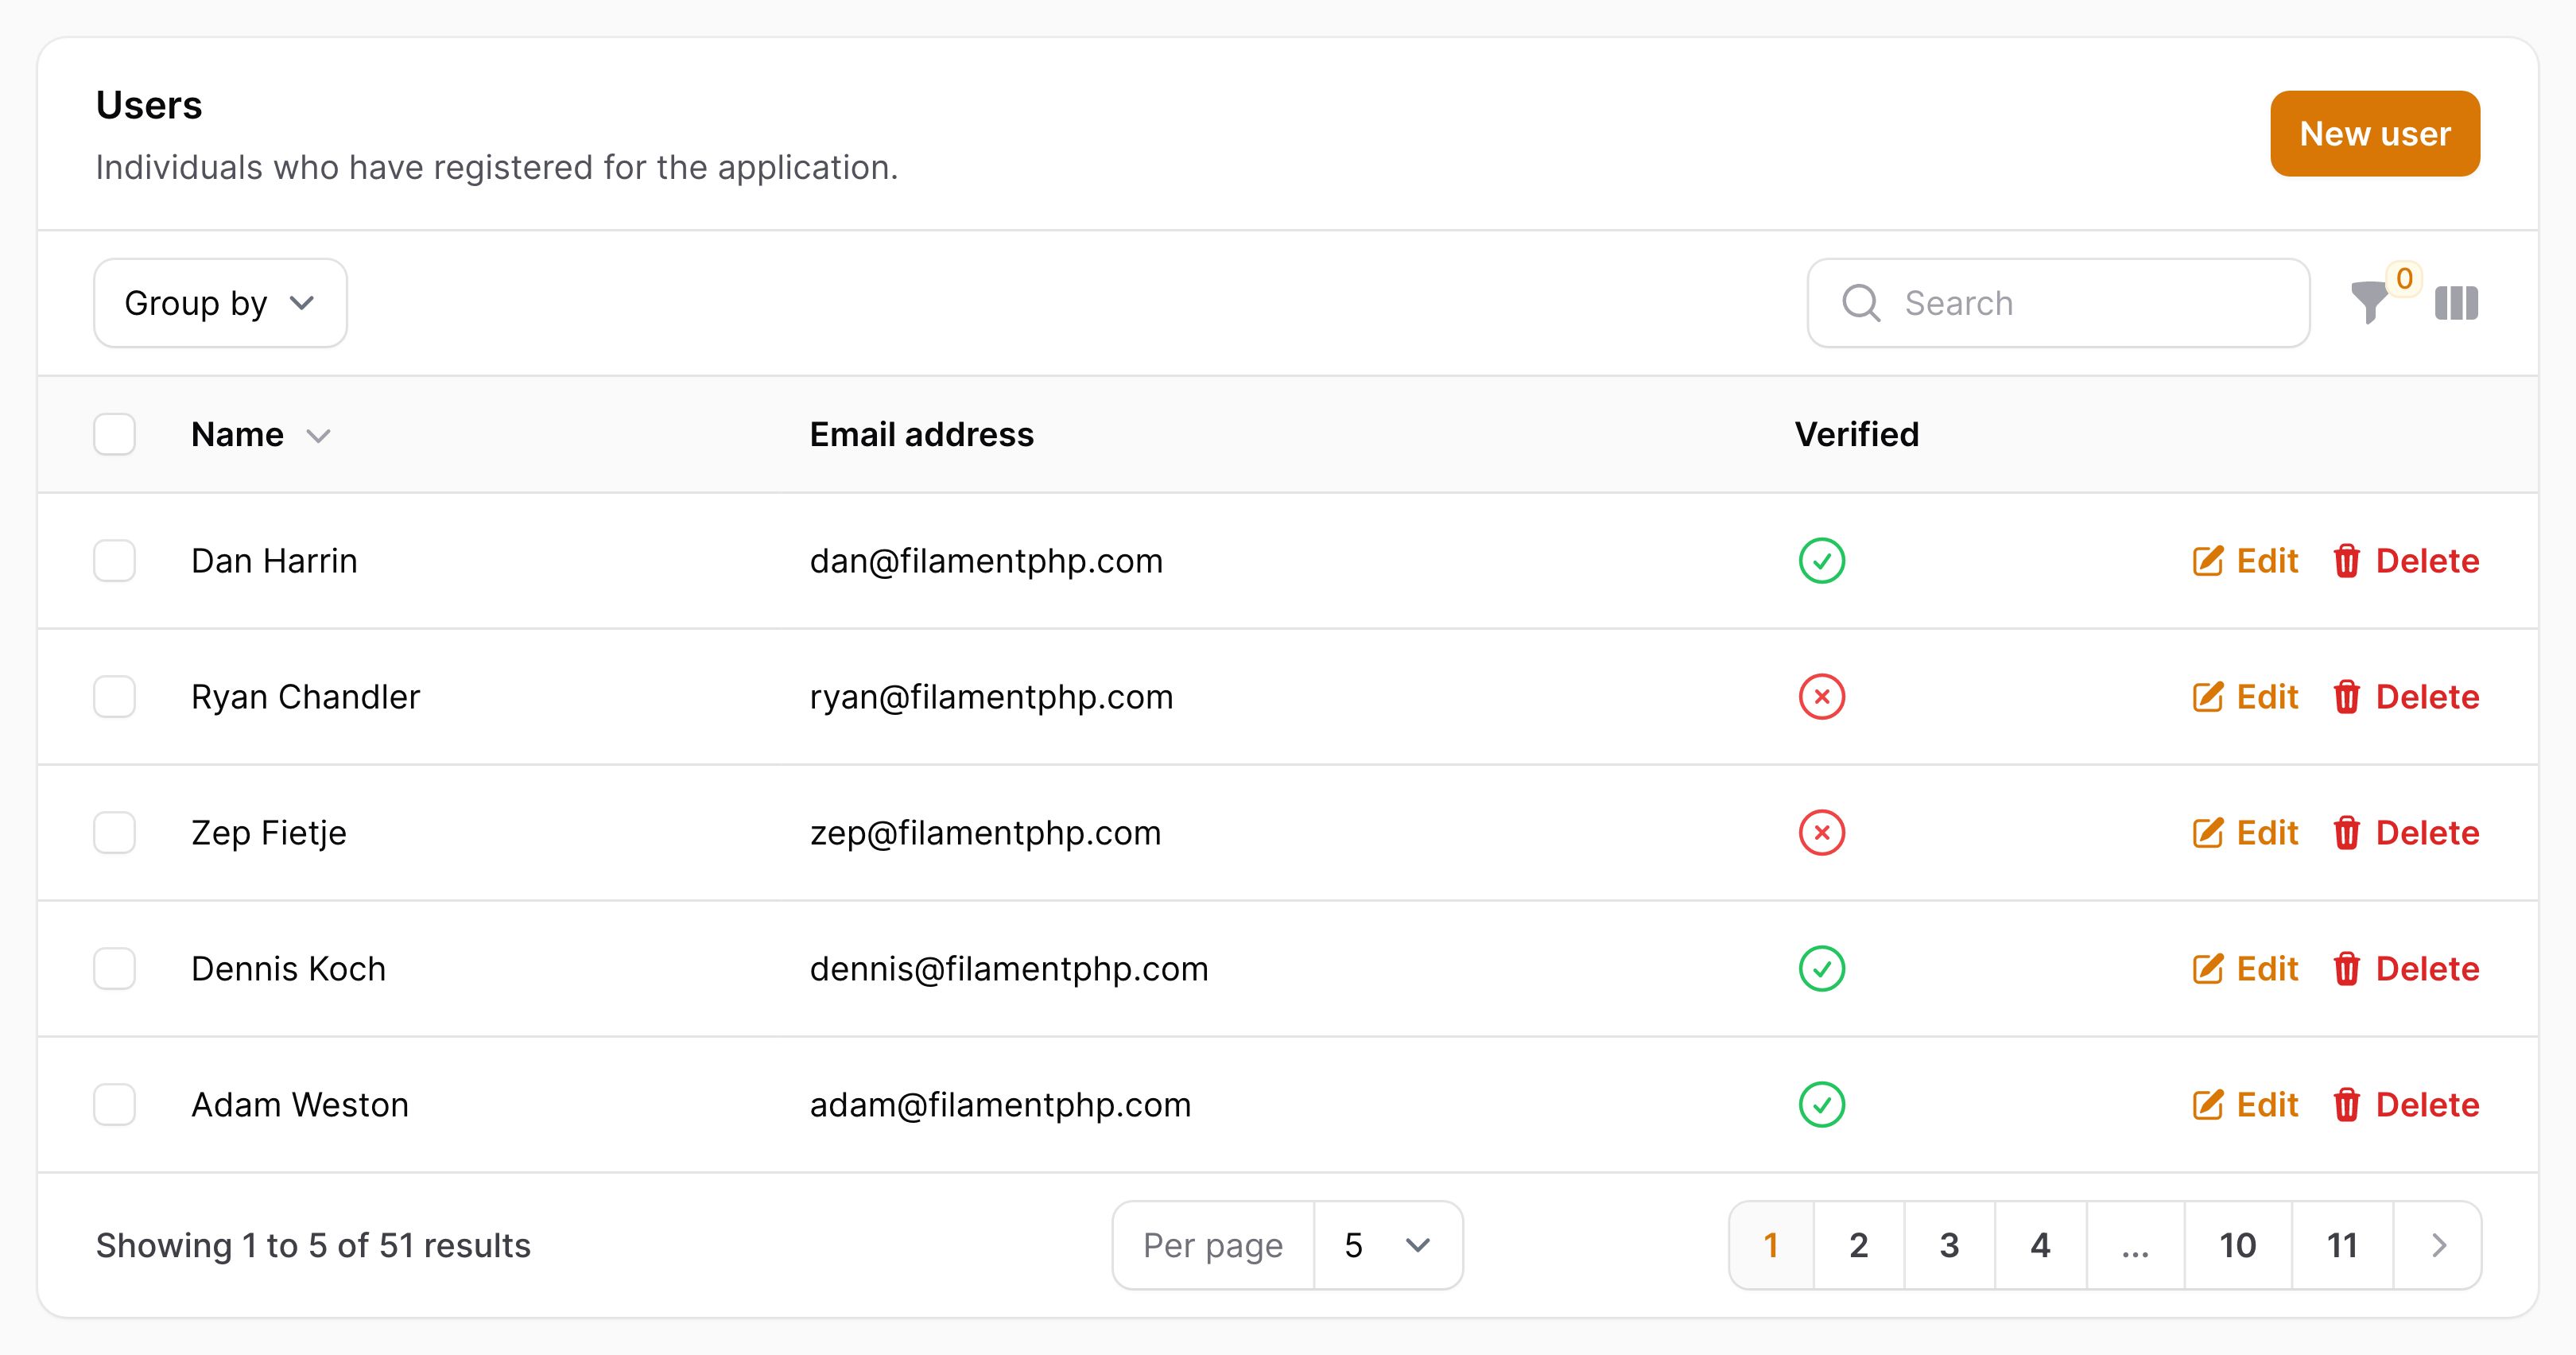 Users
New user
Individuals who have registered for the application.
Group by
Search
0
Name Email address Verified
Dan Harrin dan@filamentphp.com Edit Delete
Ryan Chandler ryan@filamentphp.com Edit Delete
Zep Fietje zep@filamentphp.com Edit Delete
Dennis Koch dennis@filamentphp.com Edit Delete
Adam Weston adam@filamentphp.com Edit Delete
Showing 1 to 5 of 51 results Per page 5 1 2 3 4 ... 10 11